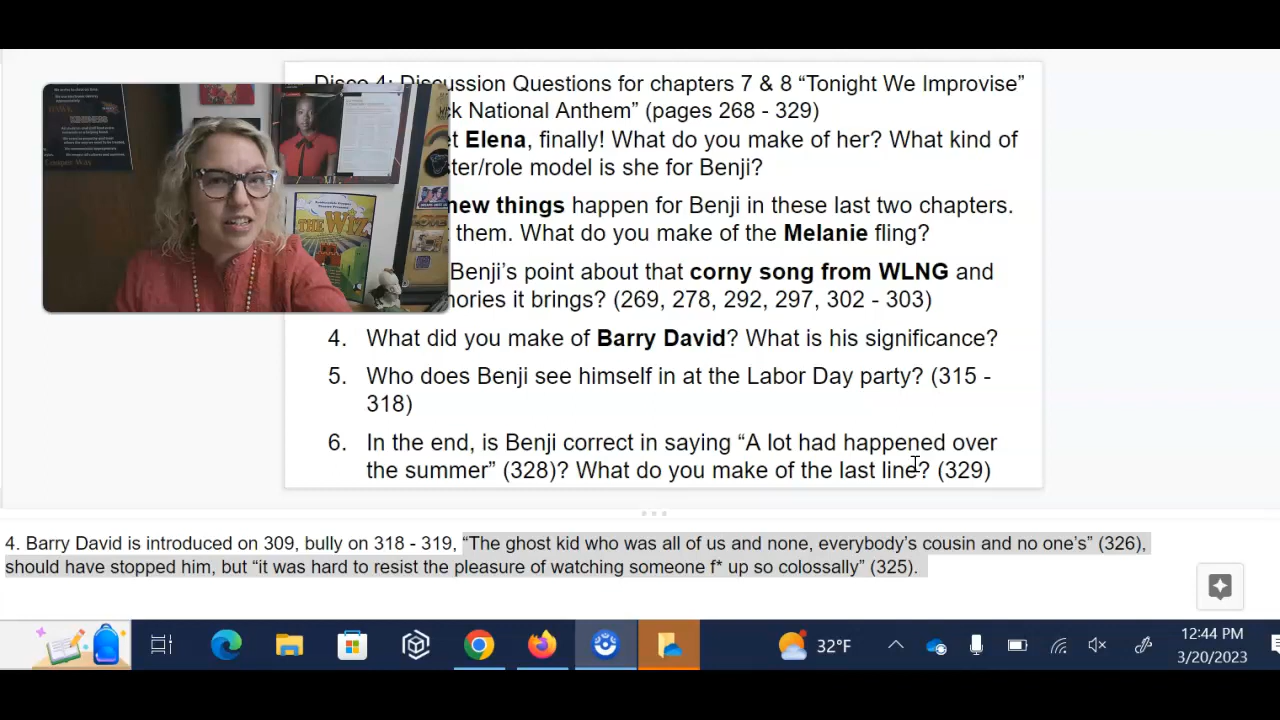 Disco 4: Discussion Questions for chapters 7 & 8 “Tonight We Improvise”
ck National Anthem” (pages 268 - 329)
t Elena, finally! What do you make of her? What kind of
ster/role model is she for Benji?
new things happen for Benji in these last two chapters.
t them. What do you make of the Melanie fling?
Benji’s point about that corny song from WLNG and
mories it brings? (269, 278, 292, 297, 302 - 303)
4. What did you make of Barry David? What is his significance?
5. Who does Benji see himself in at the Labor Day party? (315 -
318)
6. In the end, is Benji correct in saying “A lot had happened over
the summer” (328)? What do you make of the last line? (329)
KINDNESS
THE WIZ
LOVE
4. Barry David is introduced on 309, bully on 318 - 319, “The ghost kid who was all of us and none, everybody’s cousin and no one’s” (326),
should have stopped him, but “it was hard to resist the pleasure of watching someone f* up so colossally” (325).
32°F
12:44 PM
3/20/2023